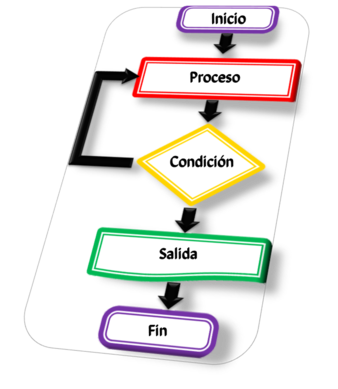 Inicio
Proceso
Condición
Salida
Fin